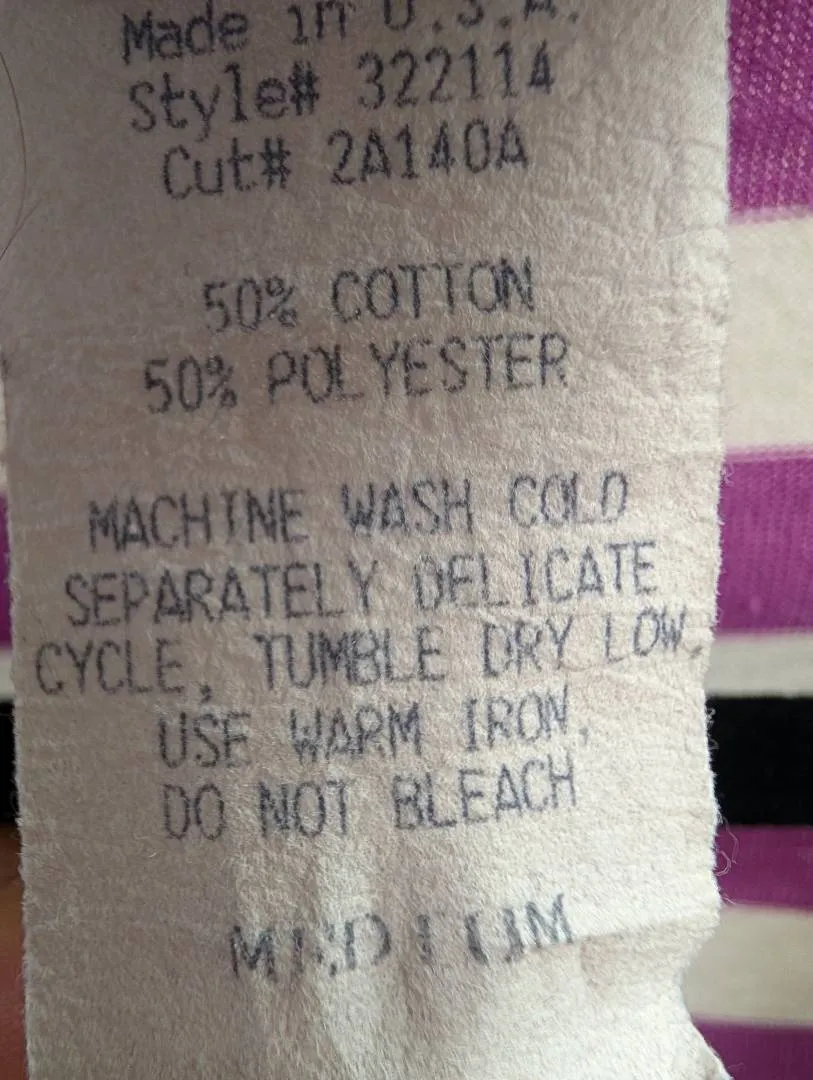 Made in U.S.A.
Style# 322114
Cut# 2A140A
50% COTTON
50% POLYESTER
MACHINE WASH COLD
SEPARATELY DELICATE
CYCLE, TUMBLE DRY LOW,
USE WARM IRON,
DO NOT BLEACH
MEDIUM